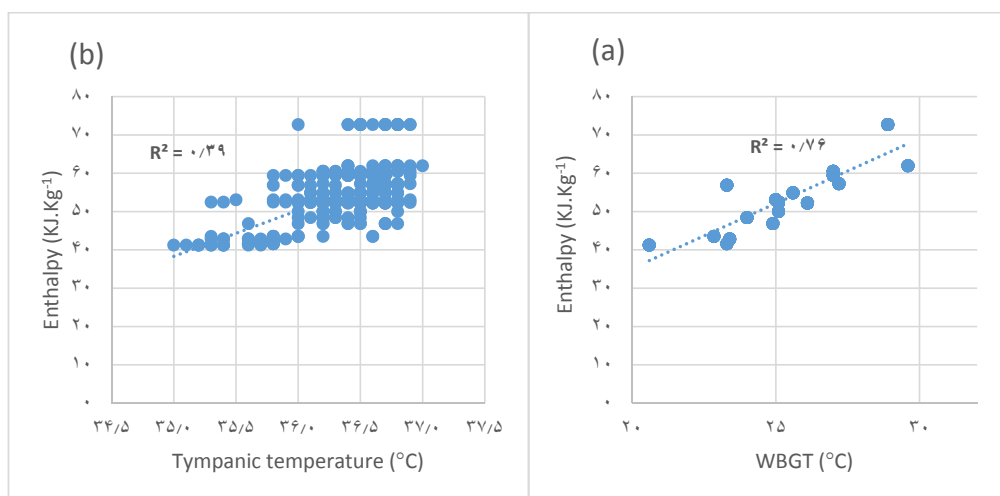 (b)
R² = ۰٫۳۹
Enthalpy (KJ.Kg⁻¹)
۸۰
۷۰
۶۰
۵۰
۴۰
۳۰
۲۰
۱۰
۰
۳۴٫۵ ۳۵٫۰ ۳۵٫۵ ۳۶٫۰ ۳۶٫۵ ۳۷٫۰ ۳۷٫۵
Tympanic temperature (°C)
(a)
R² = ۰٫۷۶
Enthalpy (KJ.Kg⁻¹)
۸۰
۷۰
۶۰
۵۰
۴۰
۳۰
۲۰
۱۰
۰
۲۰ ۲۵ ۳۰
WBGT (°C)